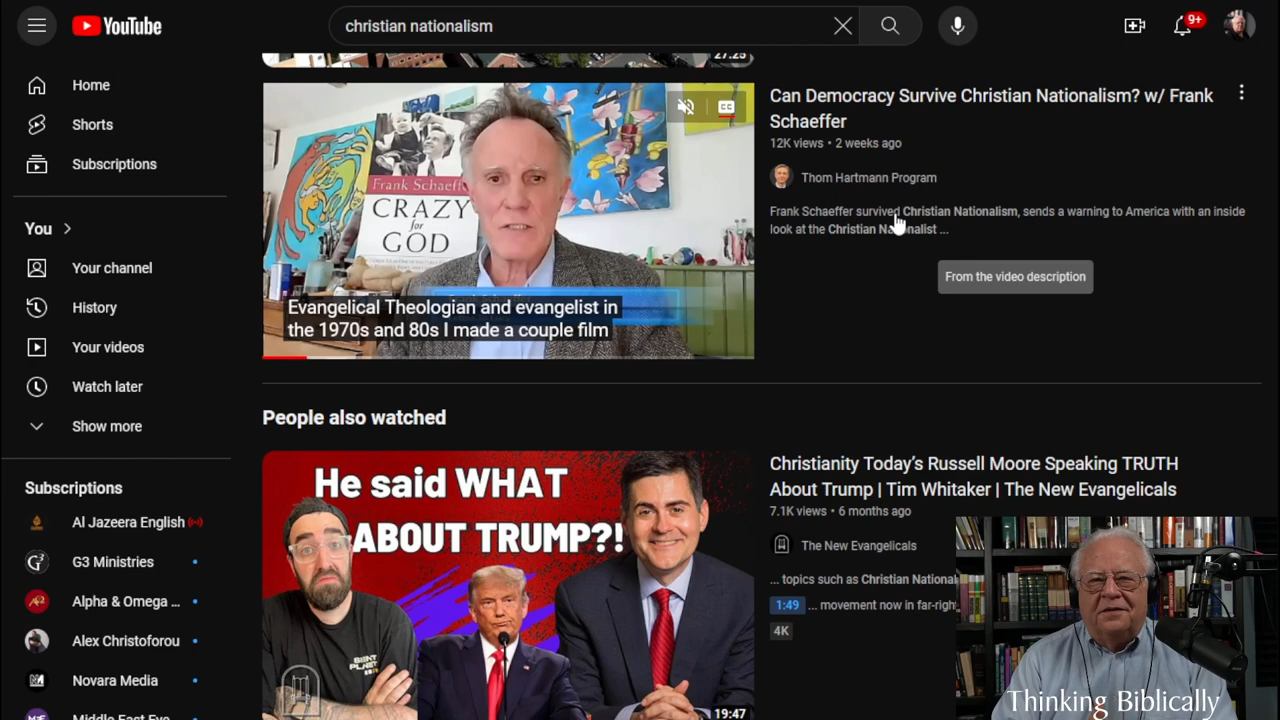 YouTube
christian nationalism
9+
Home
Shorts
Subscriptions
You
Your channel
History
Your videos
Watch later
Show more
Subscriptions
Al Jazeera English
G3 Ministries
Alpha & Omega ...
Alex Christoforou
Novara Media
Middle East Eye
27:25
CC
Frank Schaeff
CRAZY
for
GOD
Evangelical Theologian and evangelist in
the 1970s and 80s I made a couple film
Can Democracy Survive Christian Nationalism? w/ Frank
Schaeffer
12K views • 2 weeks ago
Thom Hartmann Program
Frank Schaeffer survived Christian Nationalism, sends a warning to America with an inside
look at the Christian Nationalist ...
From the video description
People also watched
He said WHAT
ABOUT TRUMP?!
19:47
Christianity Today’s Russell Moore Speaking TRUTH
About Trump | Tim Whitaker | The New Evangelicals
7.1K views • 6 months ago
The New Evangelicals
... topics such as Christian National
1:49 ... movement now in far-righ
4K
Thinking Biblically